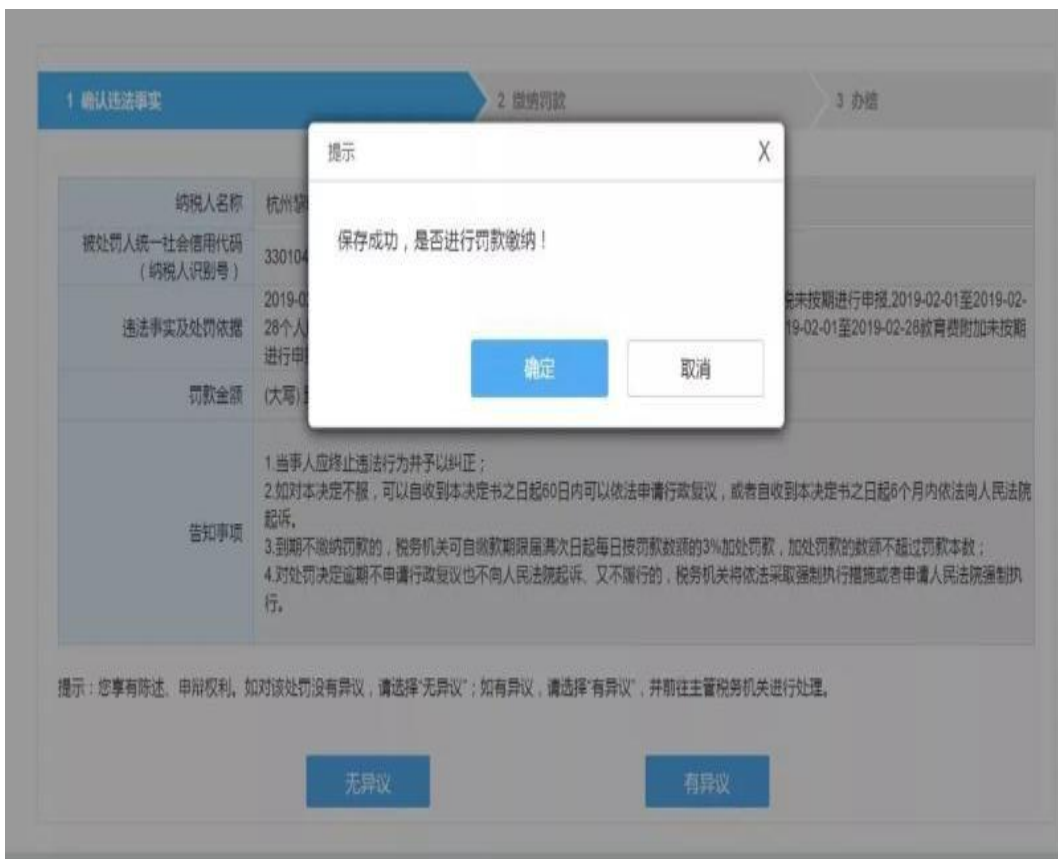 1 确认违法事实
2 缴纳罚款
3 办结
提示
X
保存成功，是否进行罚款缴纳！
确定
取消
纳税人名称
杭州
被处罚人统一社会信用代码
（纳税人识别号）
330104
违法事实及处罚依据
2019-0
未按期进行申报,2019-02-01至2019-02-
28个人
19-02-01至2019-02-28教育费附加未按期
进行申
罚款金额
(大写)
告知事项
1.当事人应终止违法行为并予以纠正；
2.如对本决定不服，可以自收到本决定书之日起60日内可以依法申请行政复议，或者自收到本决定书之日起6个月内依法向人民法院
起诉。
3.到期不缴纳罚款的，税务机关可自缴款期限届满次日起每日按罚款数额的3%加处罚款，加处罚款的数额不超过罚款本数；
4.对处罚决定逾期不申请行政复议也不向人民法院起诉、又不履行的，税务机关将依法采取强制执行措施或者申请人民法院强制执
行。
提示：您享有陈述、申辩权利。如对该处罚没有异议，请选择“无异议”；如有异议，请选择“有异议”，并前往主管税务机关进行处理。
无异议
有异议